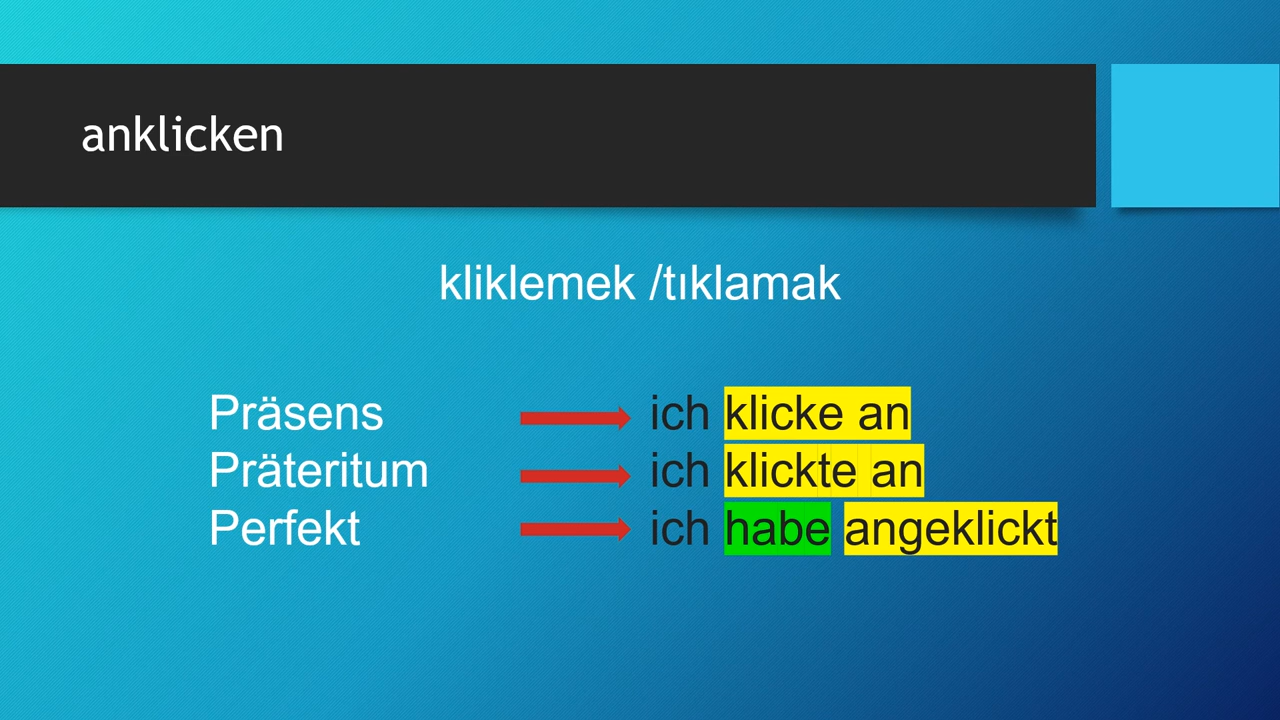 anklicken
kliklemek /tıklamak
Präsens ich klicke an
Präteritum ich klickte an
Perfekt ich habe angeklickt